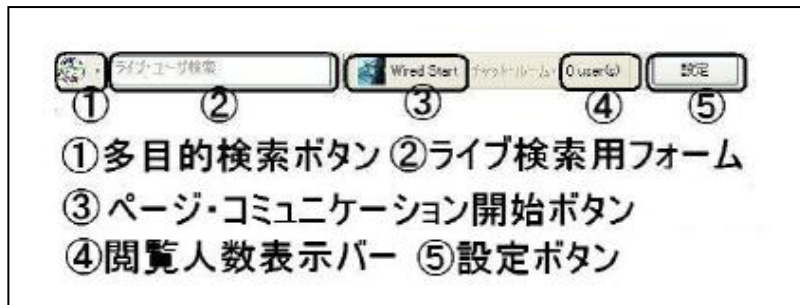 ライブ・ユーザ検索 Wired Start チャット・ルーム・ 0 user(s) 設定
① ② ③ ④ ⑤
①多目的検索ボタン ②ライブ検索用フォーム
③ページ・コミュニケーション開始ボタン
④閲覧人数表示バー ⑤設定ボタン